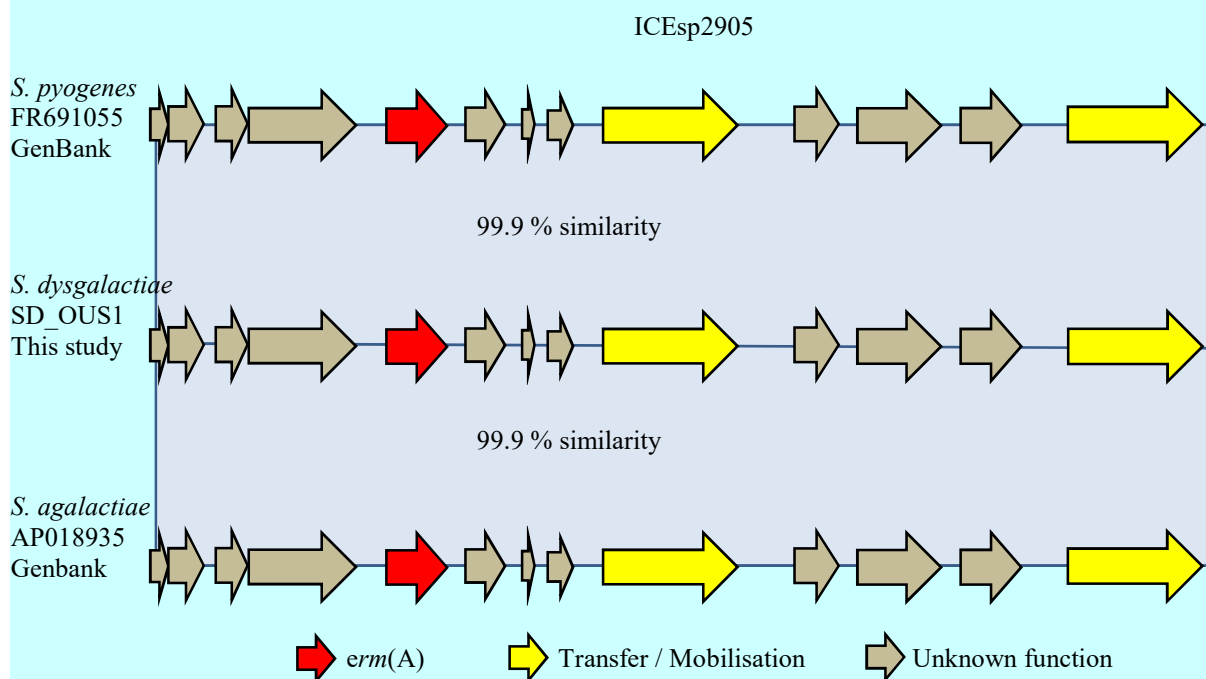 ICEsp2905
S. pyogenes
FR691055
GenBank
99.9 % similarity
S. dysgalactiae
SD_OUS1
This study
99.9 % similarity
S. agalactiae
AP018935
Genbank
erm(A)
Transfer / Mobilisation
Unknown function